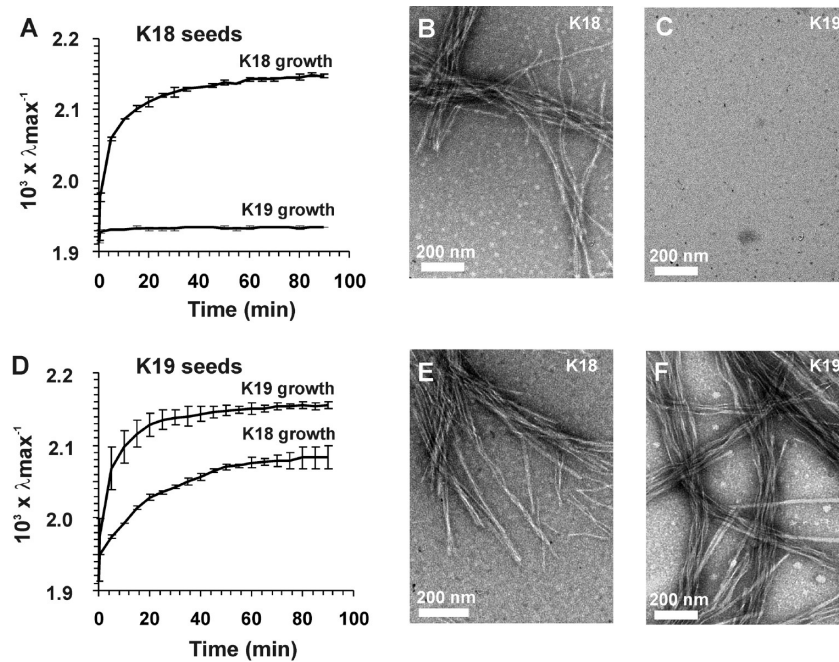 A
K18 seeds
10³ x λmax⁻¹
2.2
2.1
2.0
1.9
K18 growth
K19 growth
0 20 40 60 80 100
Time (min)
B
K18
200 nm
C
K19
200 nm
D
K19 seeds
10³ x λmax⁻¹
2.2
2.1
2.0
1.9
K19 growth
K18 growth
0 20 40 60 80 100
Time (min)
E
K18
200 nm
F
K19
200 nm